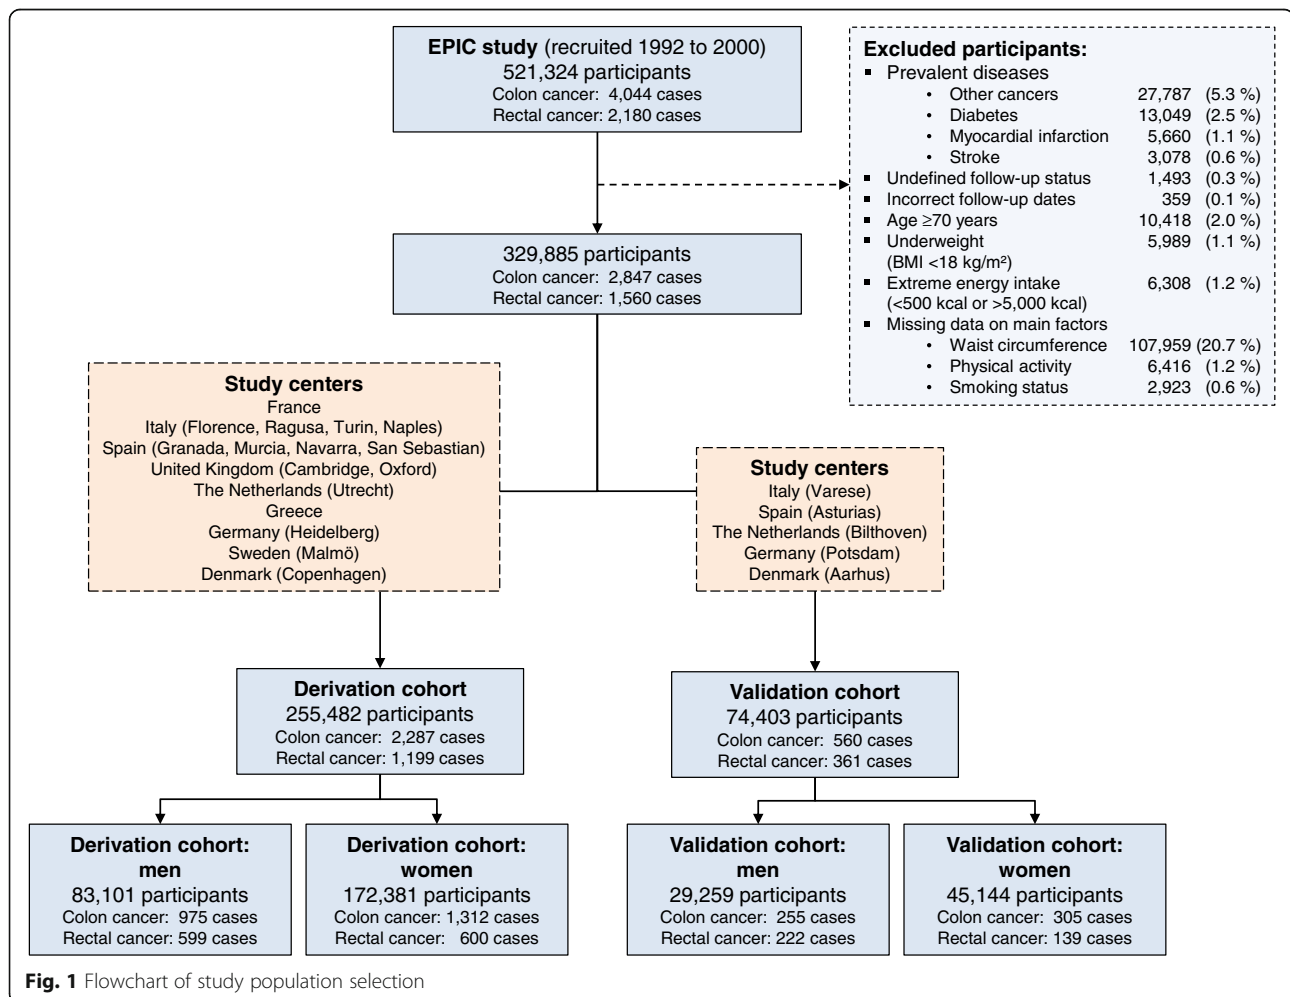 EPIC study (recruited 1992 to 2000)
521,324 participants
Colon cancer: 4,044 cases
Rectal cancer: 2,180 cases
Excluded participants:
▪ Prevalent diseases
• Other cancers 27,787 (5.3 %)
• Diabetes 13,049 (2.5 %)
• Myocardial infarction 5,660 (1.1 %)
• Stroke 3,078 (0.6 %)
▪ Undefined follow-up status 1,493 (0.3 %)
▪ Incorrect follow-up dates 359 (0.1 %)
▪ Age ≥70 years 10,418 (2.0 %)
▪ Underweight 5,989 (1.1 %)
(BMI <18 kg/m²)
▪ Extreme energy intake 6,308 (1.2 %)
(<500 kcal or >5,000 kcal)
▪ Missing data on main factors
• Waist circumference 107,959 (20.7 %)
• Physical activity 6,416 (1.2 %)
• Smoking status 2,923 (0.6 %)
329,885 participants
Colon cancer: 2,847 cases
Rectal cancer: 1,560 cases
Study centers
France
Italy (Florence, Ragusa, Turin, Naples)
Spain (Granada, Murcia, Navarra, San Sebastian)
United Kingdom (Cambridge, Oxford)
The Netherlands (Utrecht)
Greece
Germany (Heidelberg)
Sweden (Malmö)
Denmark (Copenhagen)
Study centers
Italy (Varese)
Spain (Asturias)
The Netherlands (Bilthoven)
Germany (Potsdam)
Denmark (Aarhus)
Derivation cohort
255,482 participants
Colon cancer: 2,287 cases
Rectal cancer: 1,199 cases
Validation cohort
74,403 participants
Colon cancer: 560 cases
Rectal cancer: 361 cases
Derivation cohort:
men
83,101 participants
Colon cancer: 975 cases
Rectal cancer: 599 cases
Derivation cohort:
women
172,381 participants
Colon cancer: 1,312 cases
Rectal cancer: 600 cases
Validation cohort:
men
29,259 participants
Colon cancer: 255 cases
Rectal cancer: 222 cases
Validation cohort:
women
45,144 participants
Colon cancer: 305 cases
Rectal cancer: 139 cases
Fig. 1 Flowchart of study population selection